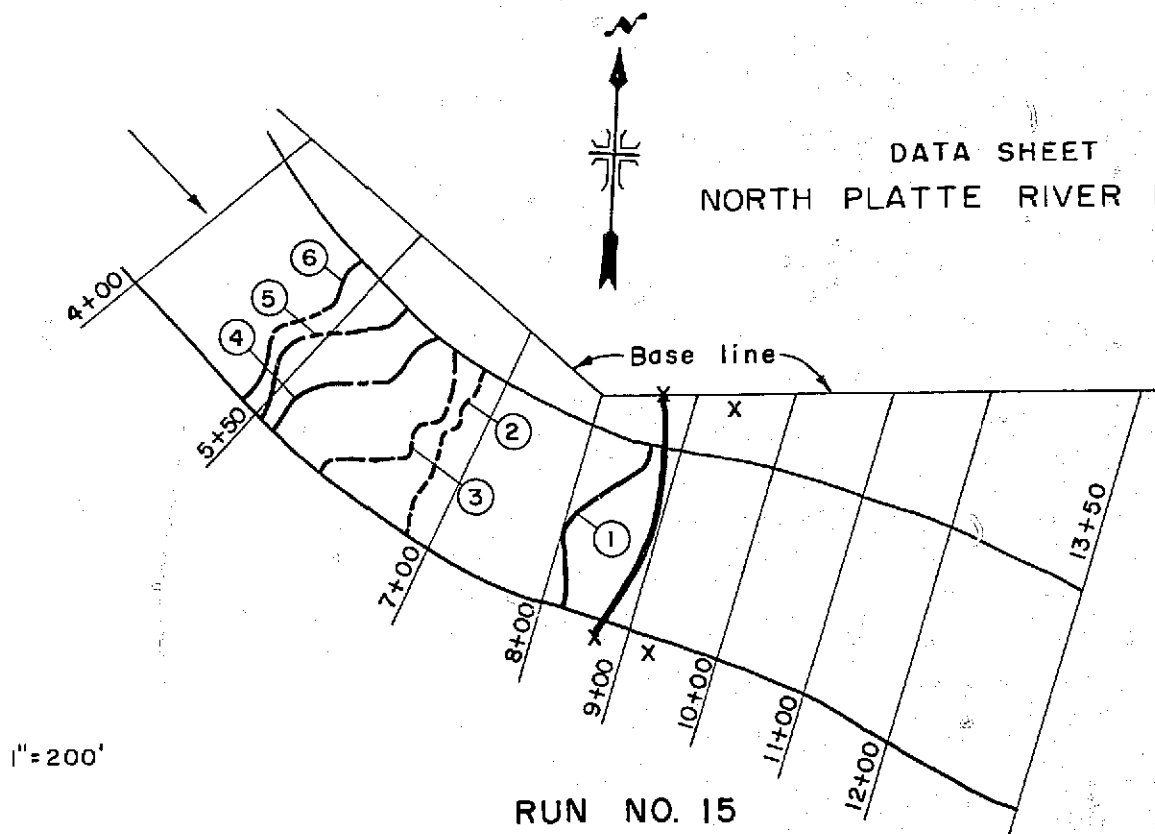 N
DATA SHEET
NORTH PLATTE RIVER
4+00
6
5
4
5+50
Base line
x
x
2
3
1
7+00
8+00
x
x
9+00
10+00
11+00
12+00
13+50
1"=200'
RUN NO. 15